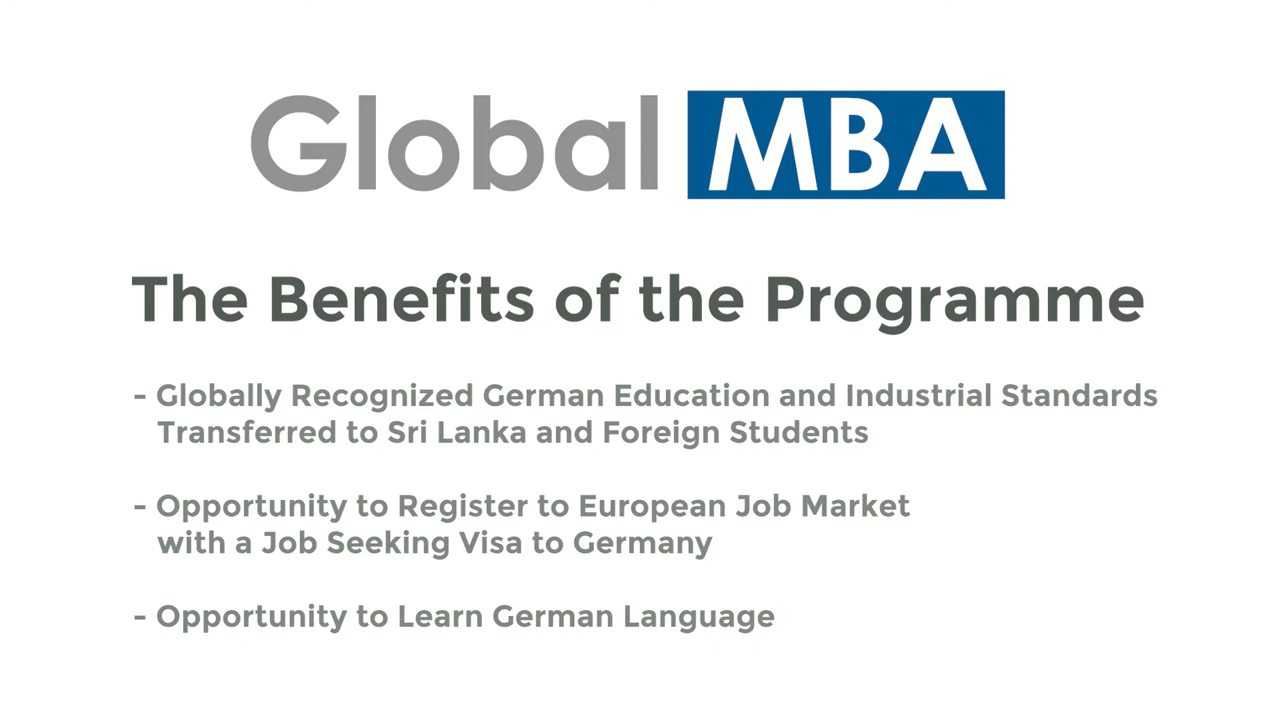 Global MBA
The Benefits of the Programme
- Globally Recognized German Education and Industrial Standards
Transferred to Sri Lanka and Foreign Students
- Opportunity to Register to European Job Market
with a Job Seeking Visa to Germany
- Opportunity to Learn German Language